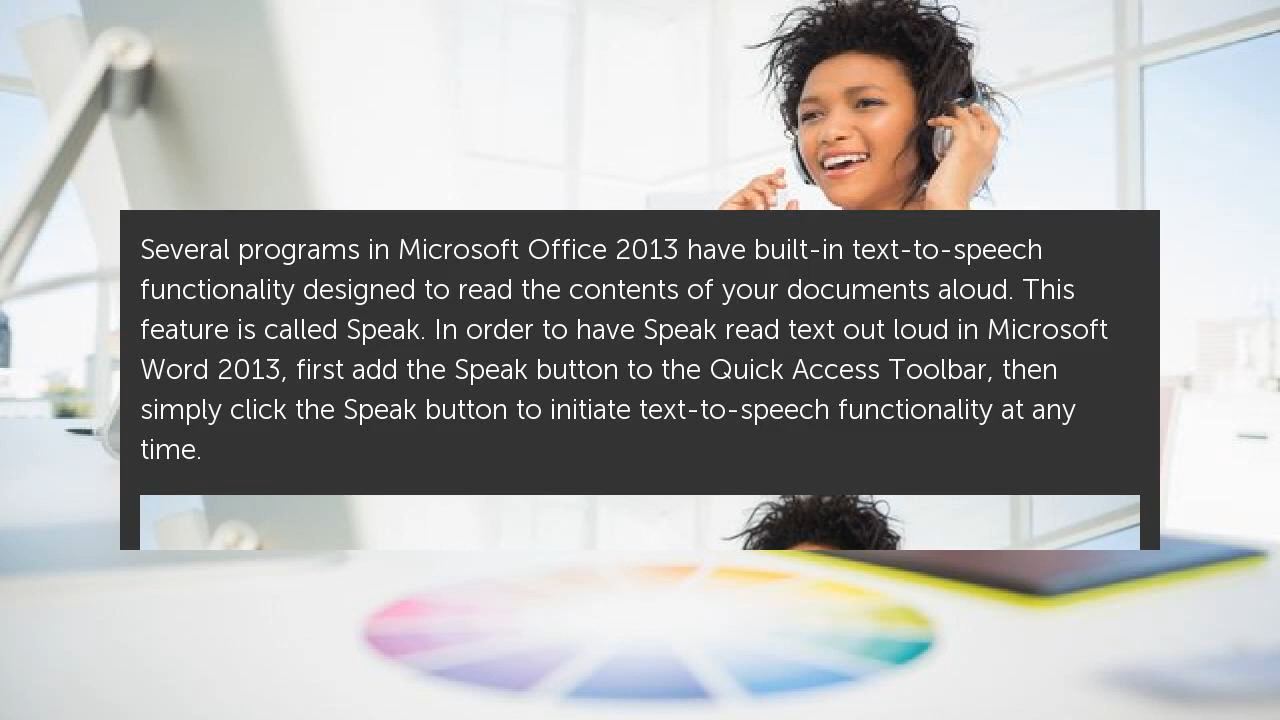 Several programs in Microsoft Office 2013 have built-in text-to-speech
functionality designed to read the contents of your documents aloud. This
feature is called Speak. In order to have Speak read text out loud in Microsoft
Word 2013, first add the Speak button to the Quick Access Toolbar, then
simply click the Speak button to initiate text-to-speech functionality at any
time.